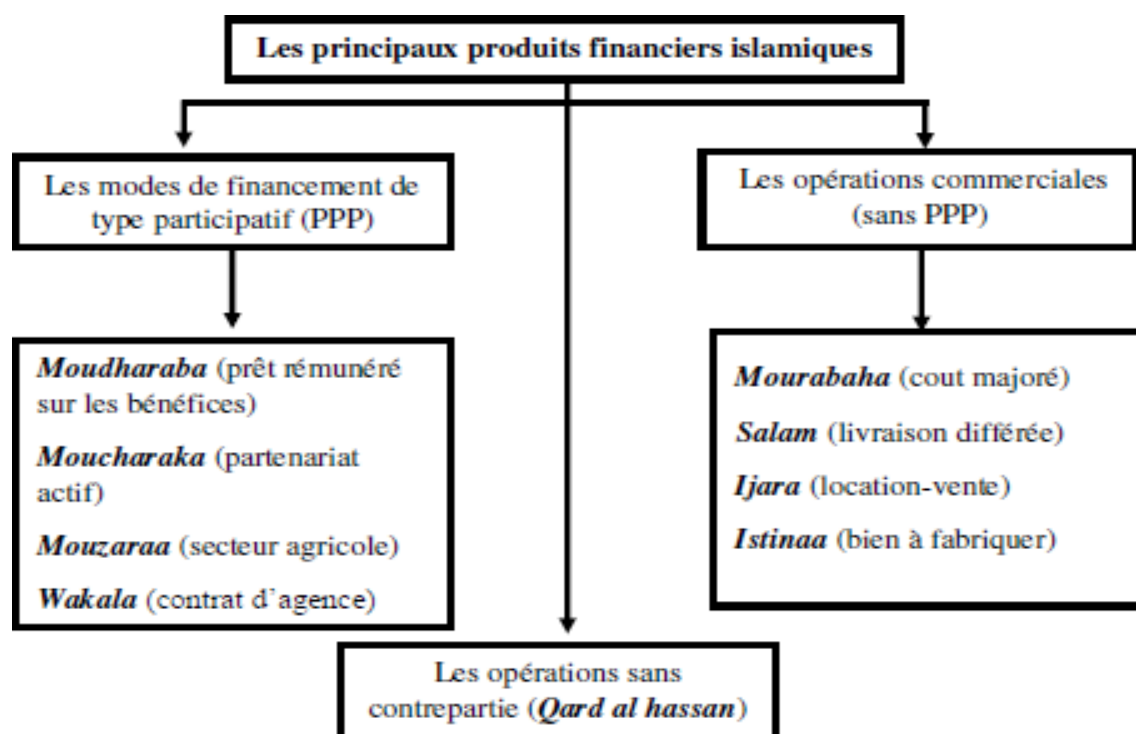 Les principaux produits financiers islamiques
Les modes de financement de
type participatif (PPP)
Les opérations commerciales
(sans PPP)
Moudharaba (prêt rémunéré
sur les bénéfices)
Moucharaka (partenariat
actif)
Mouzaraa (secteur agricole)
Wakala (contrat d’agence)
Mourabaha (cout majoré)
Salam (livraison différée)
Ijara (location-vente)
Istinaa (bien à fabriquer)
Les opérations sans
contrepartie (Qard al hassan)